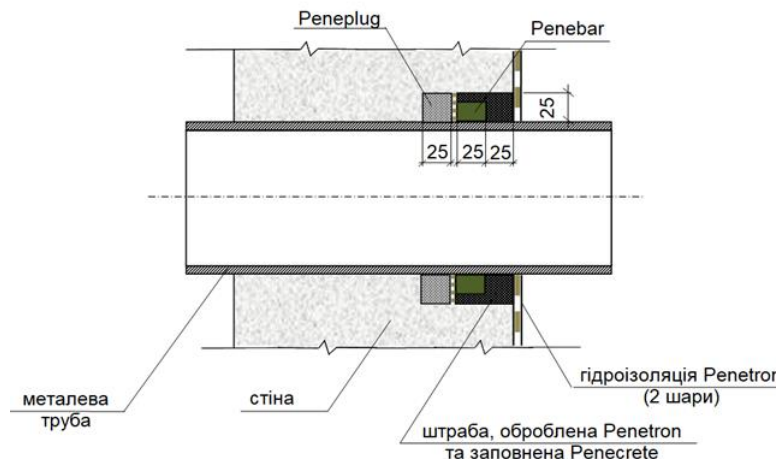 Peneplug
Penebar
25
25
25
25
металева
труба
стіна
гідроізоляція Penetron
(2 шари)
штраба, оброблена Penetron
та заповнена Penecrete